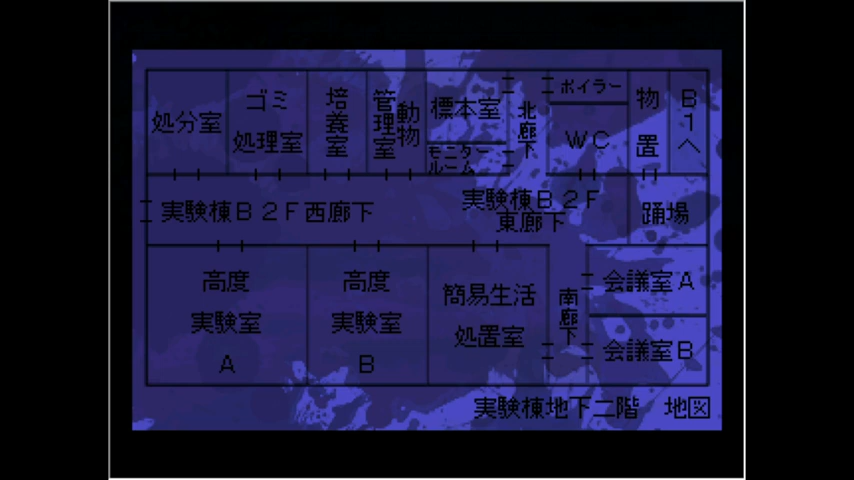 処分室
ゴミ
処理室
培養室
動物
管理室
標本室
モニター
ルーム
北廊下
ボイラー
WC
物置
B1へ
実験棟B2F西廊下
実験棟B2F
東廊下
踊場
高度
実験室
A
高度
実験室
B
簡易生活
処置室
南廊下
会議室A
会議室B
実験棟地下二階 地図